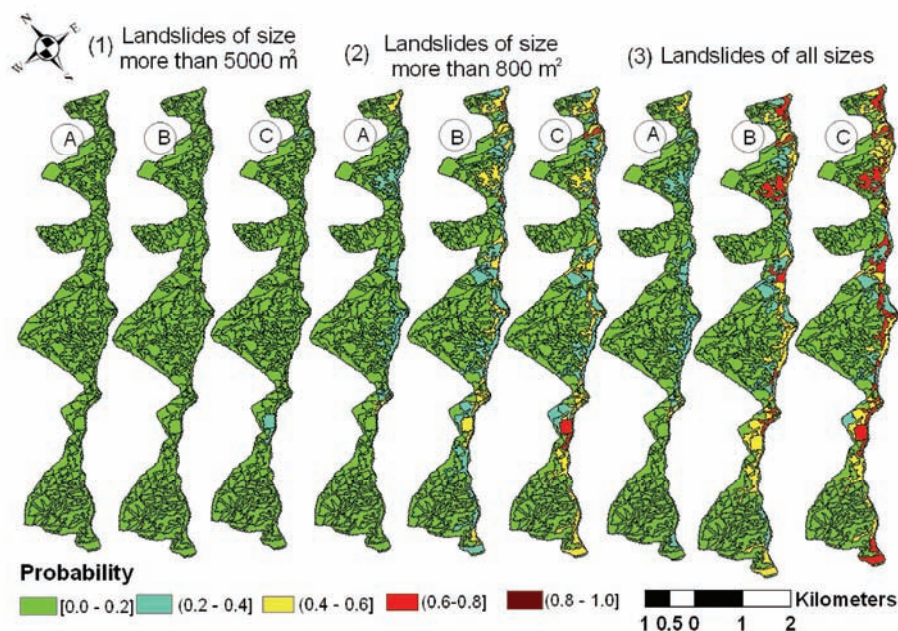 N
E
W
S
(1) Landslides of size
more than 5000 m²
(2) Landslides of size
more than 800 m²
(3) Landslides of all sizes
A
B
C
A
B
C
A
B
C
Probability
[0.0 - 0.2]
(0.2 - 0.4]
(0.4 - 0.6]
(0.6-0.8]
(0.8 - 1.0]
Kilometers
1 0.5 0 1 2